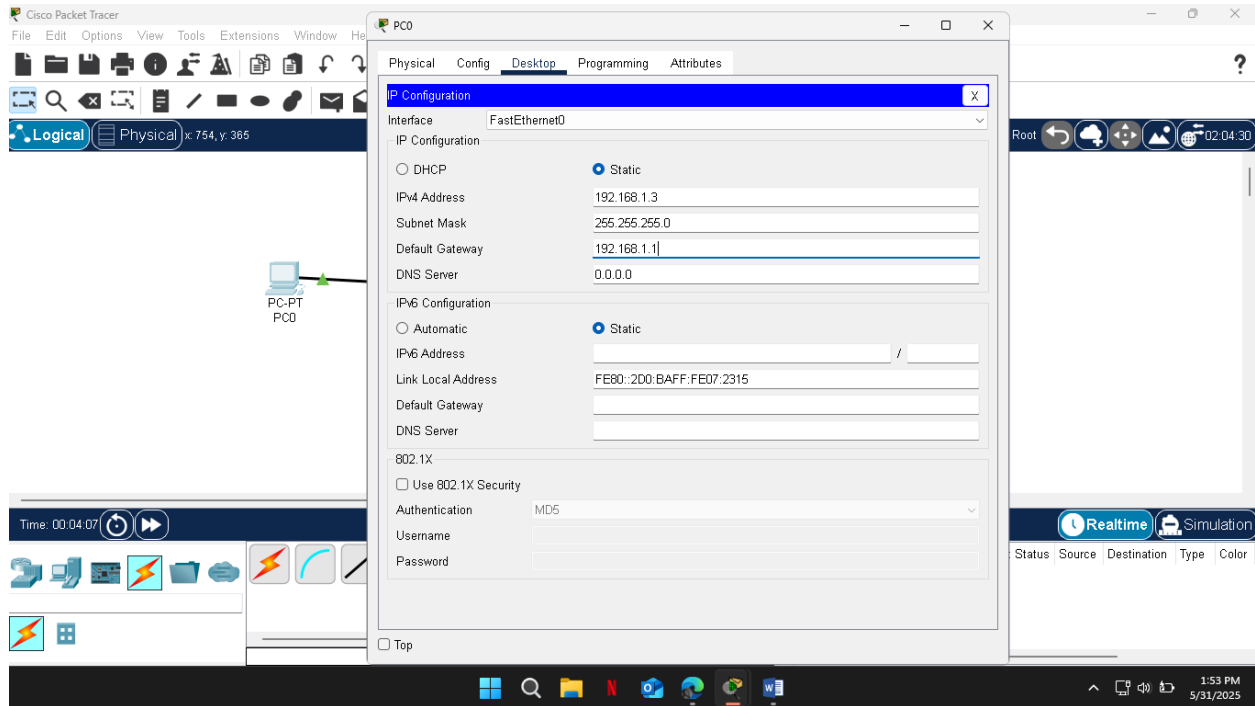 Cisco Packet Tracer
File Edit Options View Tools Extensions Window He
Logical Physical x: 754, y: 365
Root 02:04:30
PC-PT
PC0
Time: 00:04:07
Realtime Simulation
Status Source Destination Type Color
PC0
Physical Config Desktop Programming Attributes
IP Configuration X
Interface FastEthernet0
IP Configuration
DHCP Static
IPv4 Address 192.168.1.3
Subnet Mask 255.255.255.0
Default Gateway 192.168.1.1
DNS Server 0.0.0.0
IPv6 Configuration
Automatic Static
IPv6 Address /
Link Local Address FE80::2D0:BAFF:FE07:2315
Default Gateway
DNS Server
802.1X
Use 802.1X Security
Authentication MD5
Username
Password
Top
1:53 PM
5/31/2025